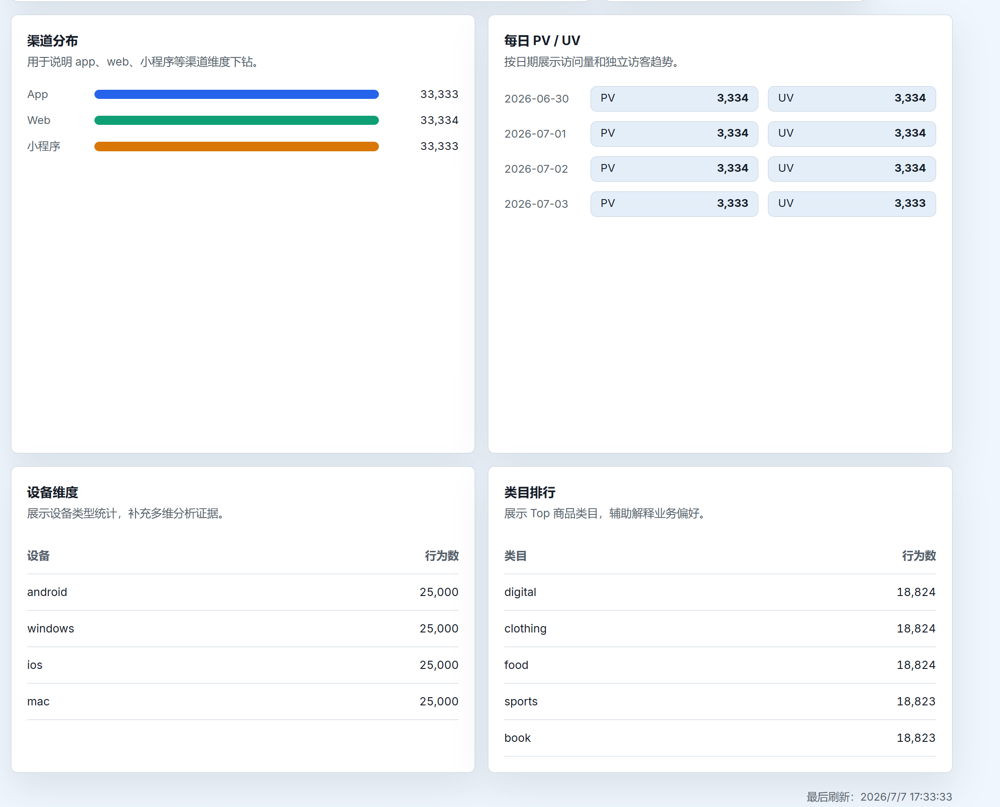 渠道分布
用于说明 app、web、小程序等渠道维度下钻。
App 33,333
Web 33,334
小程序 33,333
每日 PV / UV
按日期展示访问量和独立访客趋势。
2026-06-30 PV 3,334 UV 3,334
2026-07-01 PV 3,334 UV 3,334
2026-07-02 PV 3,334 UV 3,334
2026-07-03 PV 3,333 UV 3,333
设备维度
展示设备类型统计，补充多维分析证据。
设备 行为数
android 25,000
windows 25,000
ios 25,000
mac 25,000
类目排行
展示 Top 商品类目，辅助解释业务偏好。
类目 行为数
digital 18,824
clothing 18,824
food 18,824
sports 18,823
book 18,823
最后刷新：2026/7/7 17:33:33